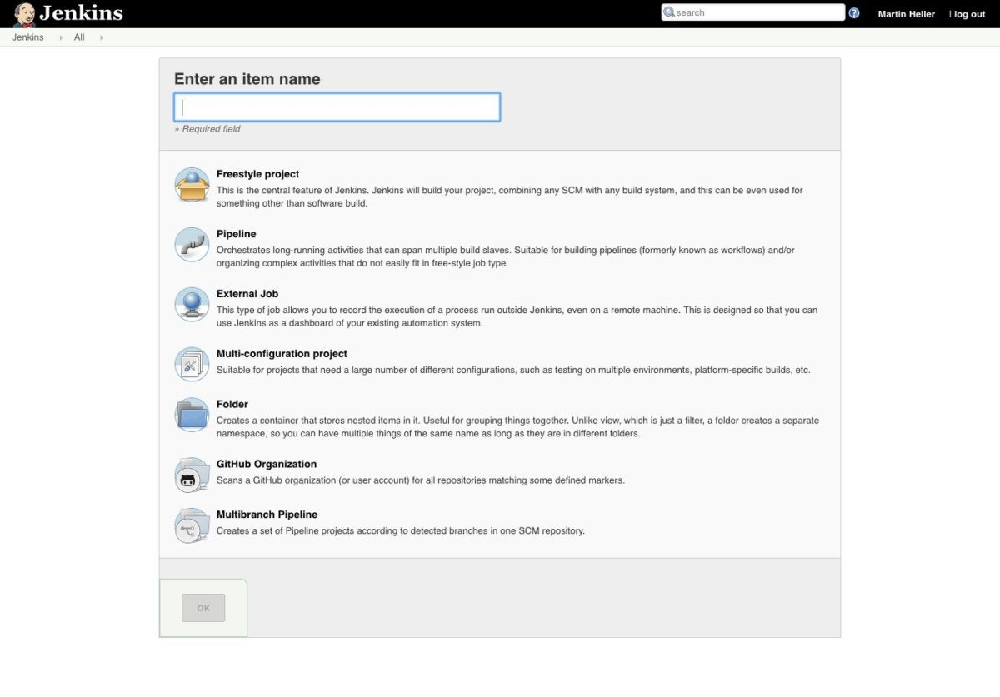 Jenkins
search
Martin Heller
| log out
Jenkins
All
Enter an item name
» Required field
Freestyle project
This is the central feature of Jenkins. Jenkins will build your project, combining any SCM with any build system, and this can be even used for
something other than software build.
Pipeline
Orchestrates long-running activities that can span multiple build slaves. Suitable for building pipelines (formerly known as workflows) and/or
organizing complex activities that do not easily fit in free-style job type.
External Job
This type of job allows you to record the execution of a process run outside Jenkins, even on a remote machine. This is designed so that you can
use Jenkins as a dashboard of your existing automation system.
Multi-configuration project
Suitable for projects that need a large number of different configurations, such as testing on multiple environments, platform-specific builds, etc.
Folder
Creates a container that stores nested items in it. Useful for grouping things together. Unlike view, which is just a filter, a folder creates a separate
namespace, so you can have multiple things of the same name as long as they are in different folders.
GitHub Organization
Scans a GitHub organization (or user account) for all repositories matching some defined markers.
Multibranch Pipeline
Creates a set of Pipeline projects according to detected branches in one SCM repository.
OK